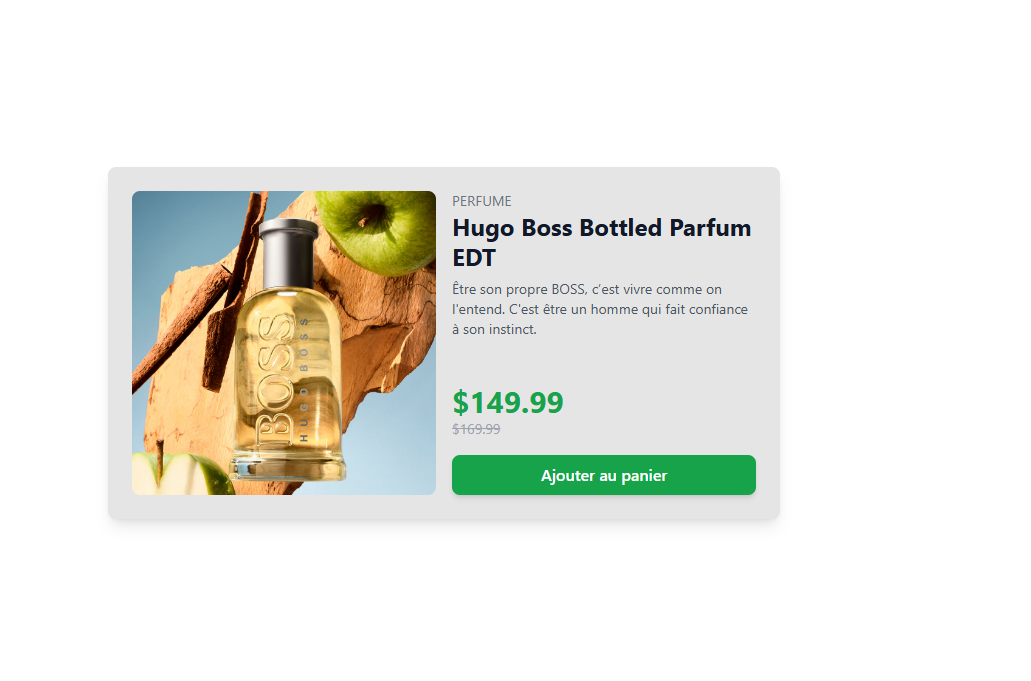 PERFUME
Hugo Boss Bottled Parfum
EDT
Être son propre BOSS, c’est vivre comme on
l'entend. C'est être un homme qui fait confiance
à son instinct.
$149.99
$169.99
Ajouter au panier
BOSS
HUGO BOSS